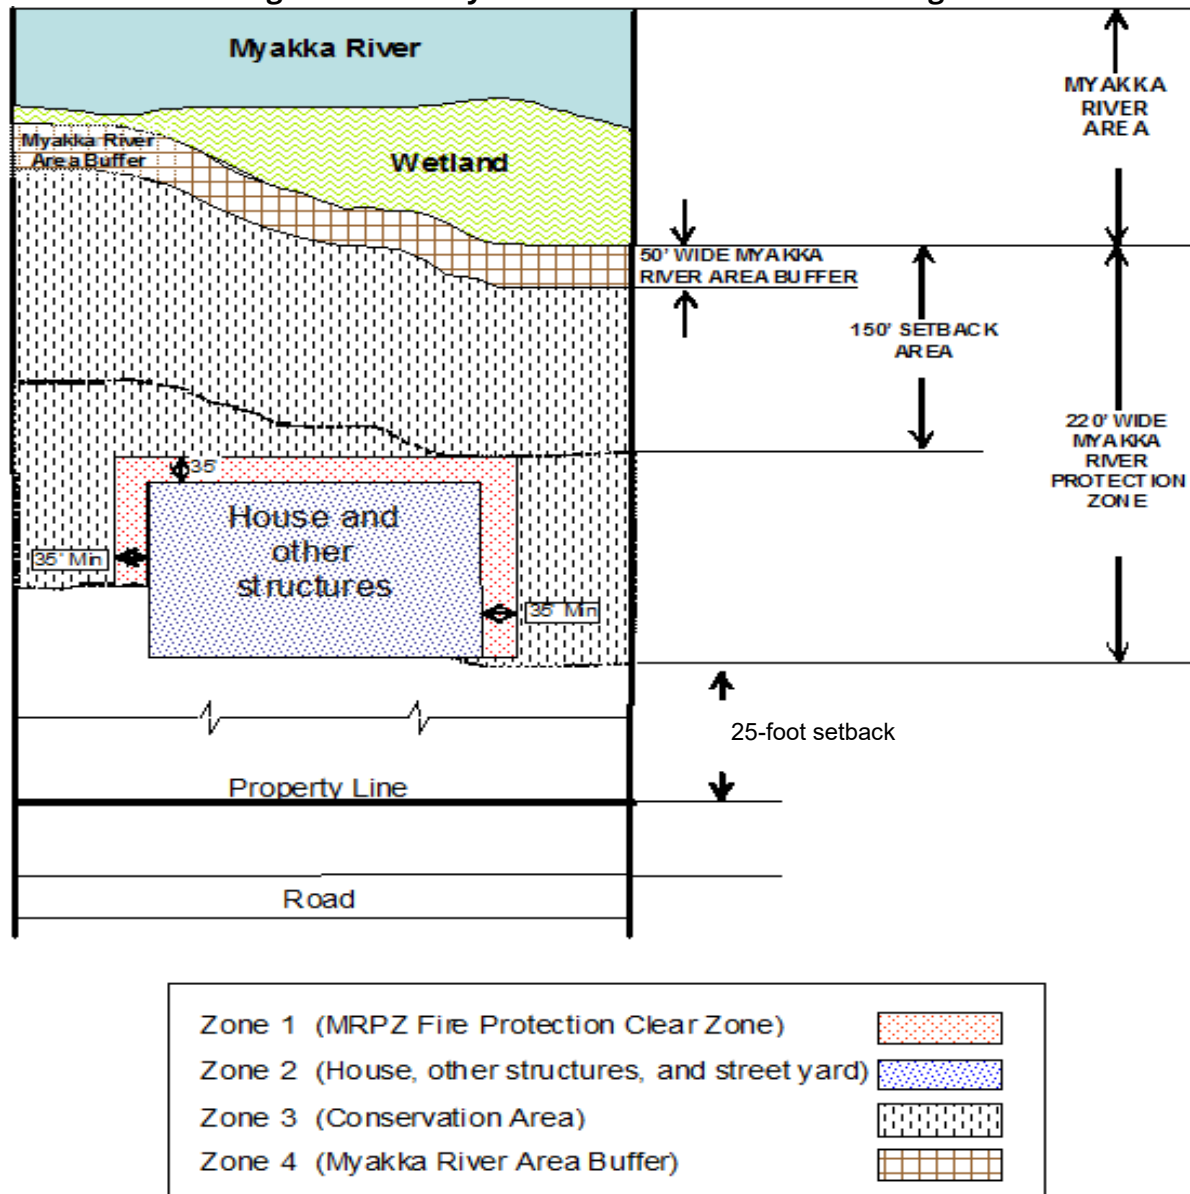 Myakka River
MYAKKA
RIVER
AREA
Myakka River
Area Buffer
Wetland
50' WIDE MYAKKA
RIVER AREA BUFFER
150' SETBACK
AREA
220' WIDE
MYAKKA
RIVER
PROTECTION
ZONE
35'
House and
other
structures
35' Min
35' Min
25-foot setback
Property Line
Road
Zone 1 (MRPZ Fire Protection Clear Zone)
Zone 2 (House, other structures, and street yard)
Zone 3 (Conservation Area)
Zone 4 (Myakka River Area Buffer)